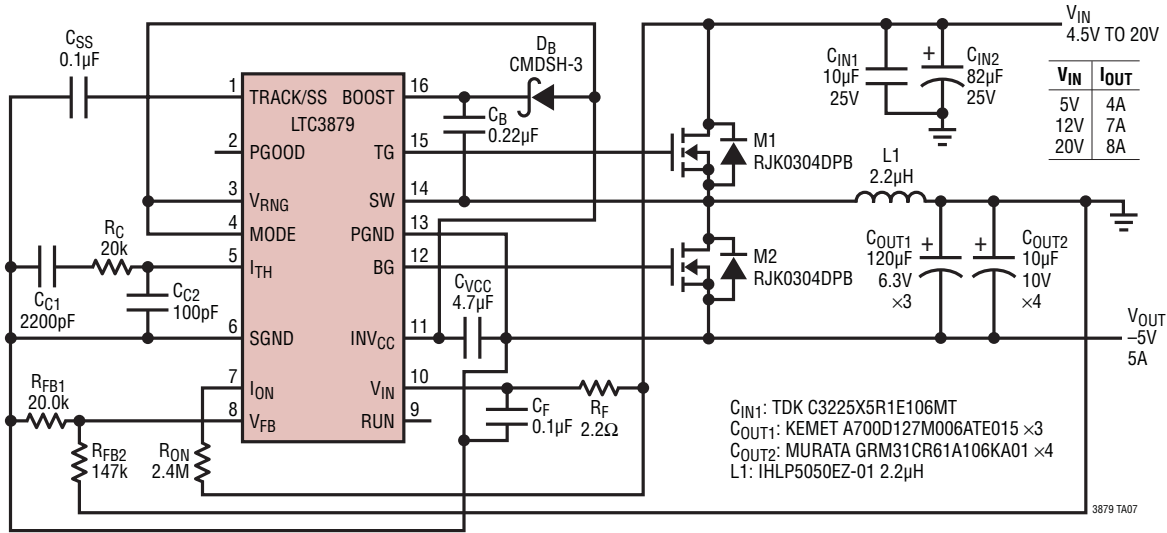 C_SS
0.1µF
D_B
CMDSH-3
V_IN
4.5V TO 20V
C_IN1
10µF
25V
+
C_IN2
82µF
25V
V_IN I_OUT
5V 4A
12V 7A
20V 8A
1
TRACK/SS
BOOST
16
LTC3879
C_B
0.22µF
2
PGOOD
TG
15
M1
RJK0304DPB
L1
2.2µH
3
V_RNG
SW
14
4
MODE
PGND
13
R_C
20k
5
I_TH
BG
12
M2
RJK0304DPB
C_OUT1
120µF
6.3V
×3
+
+
C_OUT2
10µF
10V
×4
C_C1
2200pF
C_C2
100pF
C_VCC
4.7µF
6
SGND
INV_CC
11
V_OUT
–5V
5A
R_FB1
20.0k
7
I_ON
V_IN
10
8
V_FB
RUN
9
C_F
0.1µF
R_F
2.2Ω
R_FB2
147k
R_ON
2.4M
C_IN1: TDK C3225X5R1E106MT
C_OUT1: KEMET A700D127M006ATE015 ×3
C_OUT2: MURATA GRM31CR61A106KA01 ×4
L1: IHLP5050EZ-01 2.2µH
3879 TA07